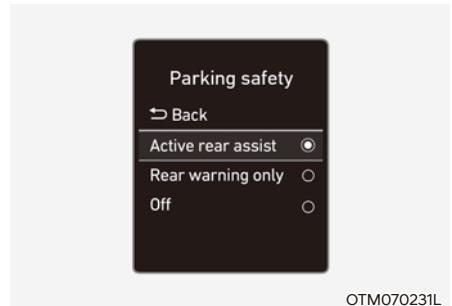 Parking safety
Back
Active rear assist
Rear warning only
Off
OTM070231L